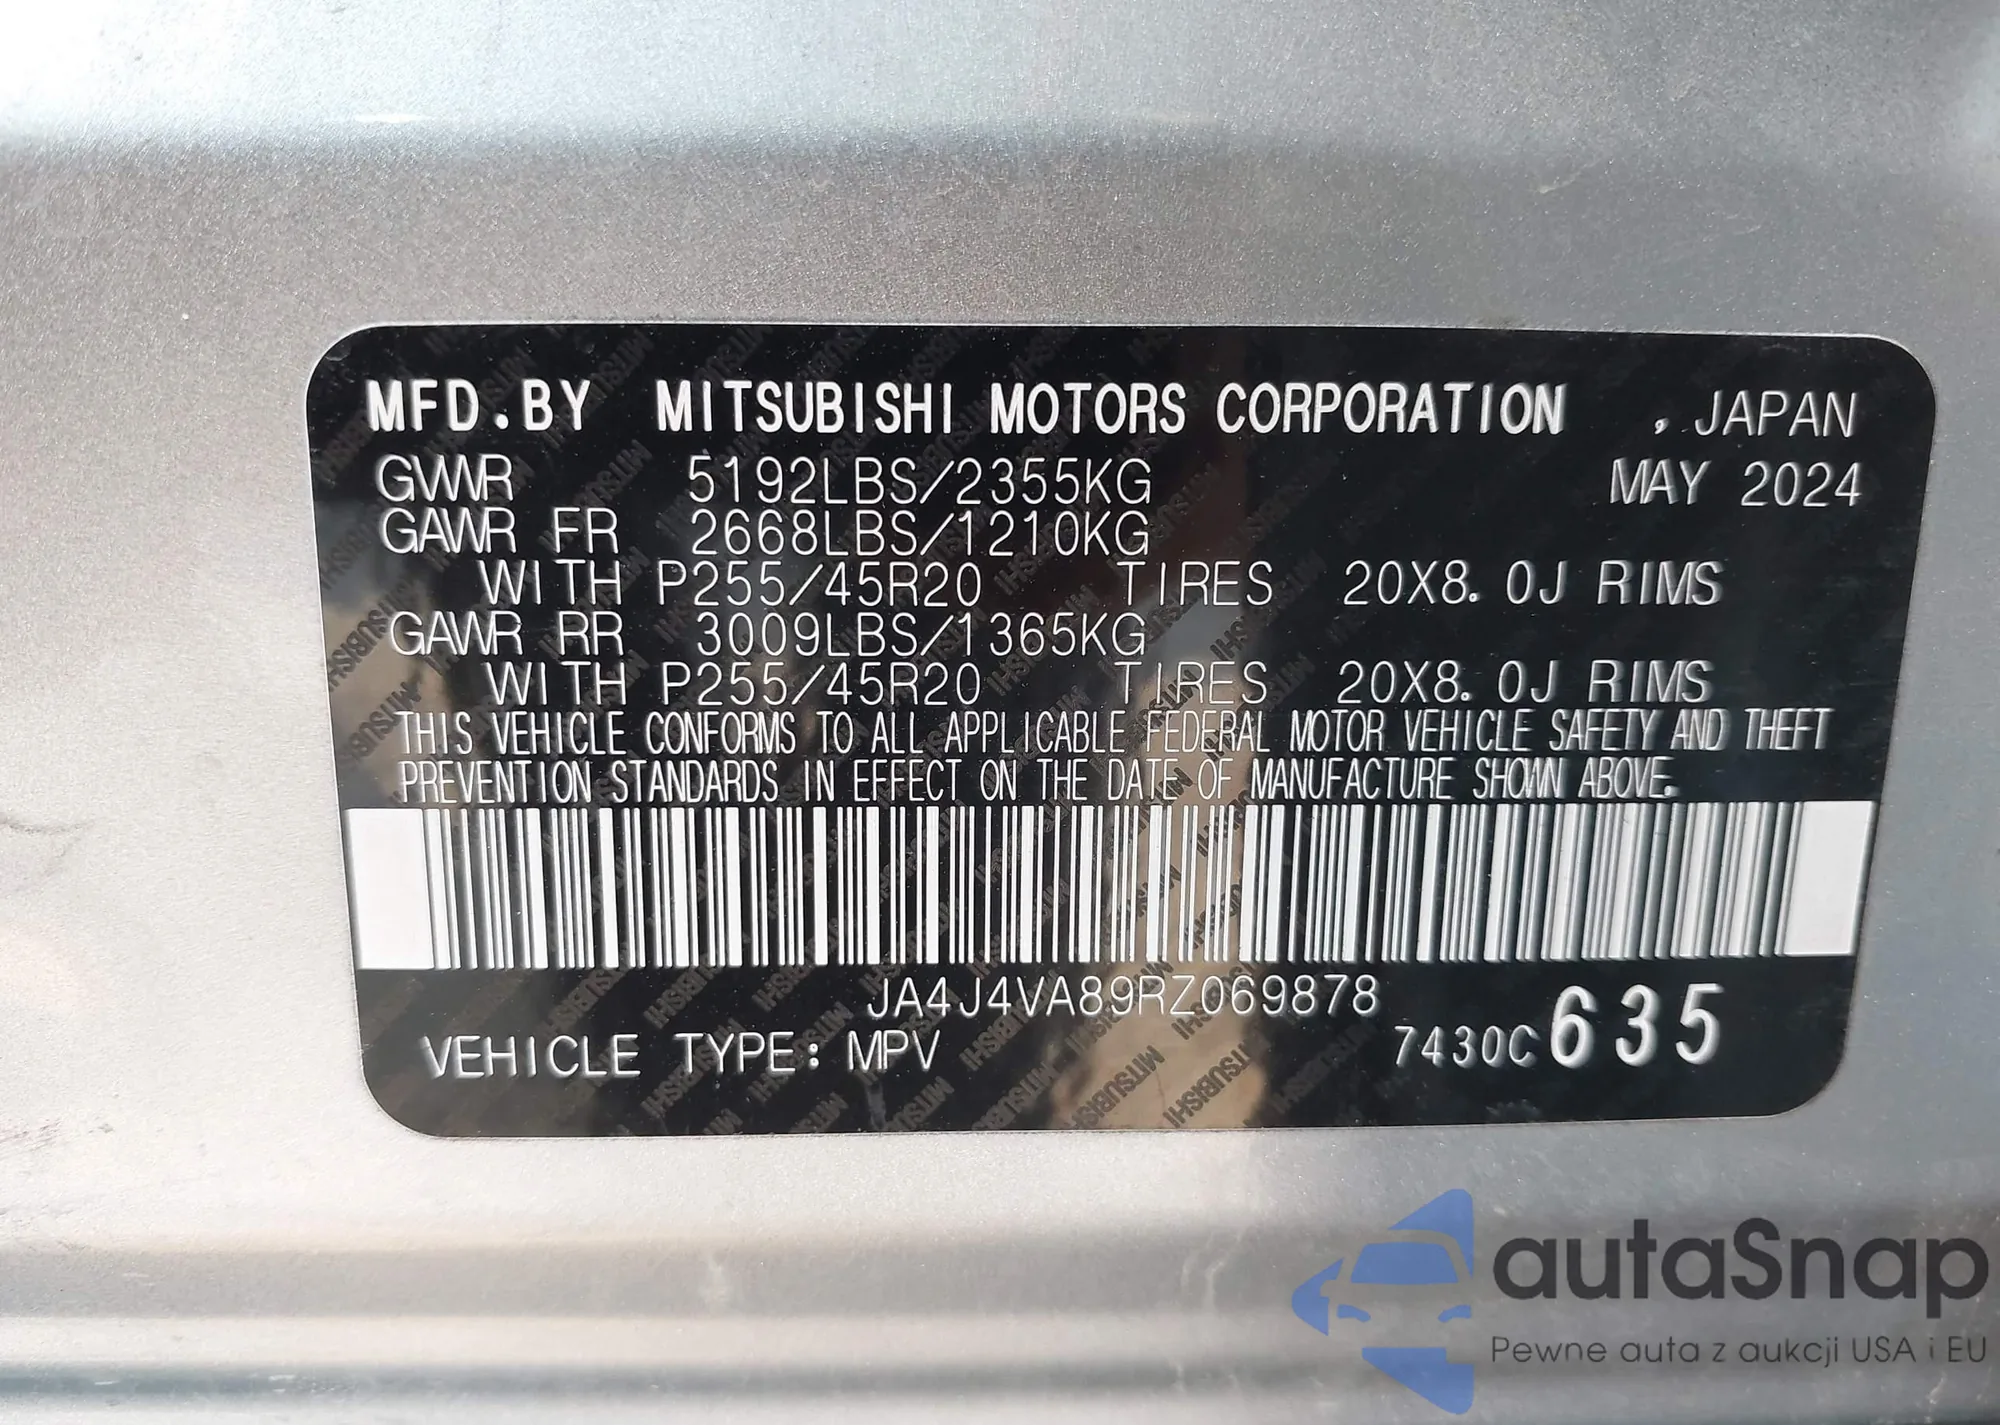 MFD.BY MITSUBISHI MOTORS CORPORATION , JAPAN
GVWR 5192LBS/2355KG MAY 2024
GAWR FR 2668LBS/1210KG
WITH P255/45R20 TIRES 20X8.0J RIMS
GAWR RR 3009LBS/1365KG
WITH P255/45R20 TIRES 20X8.0J RIMS
THIS VEHICLE CONFORMS TO ALL APPLICABLE FEDERAL MOTOR VEHICLE SAFETY AND THEFT
PREVENTION STANDARDS IN EFFECT ON THE DATE OF MANUFACTURE SHOWN ABOVE.
JA4J4VA89RZ069878
VEHICLE TYPE: MPV 7430C635
autaSnap
Pewne auta z aukcji USA i EU